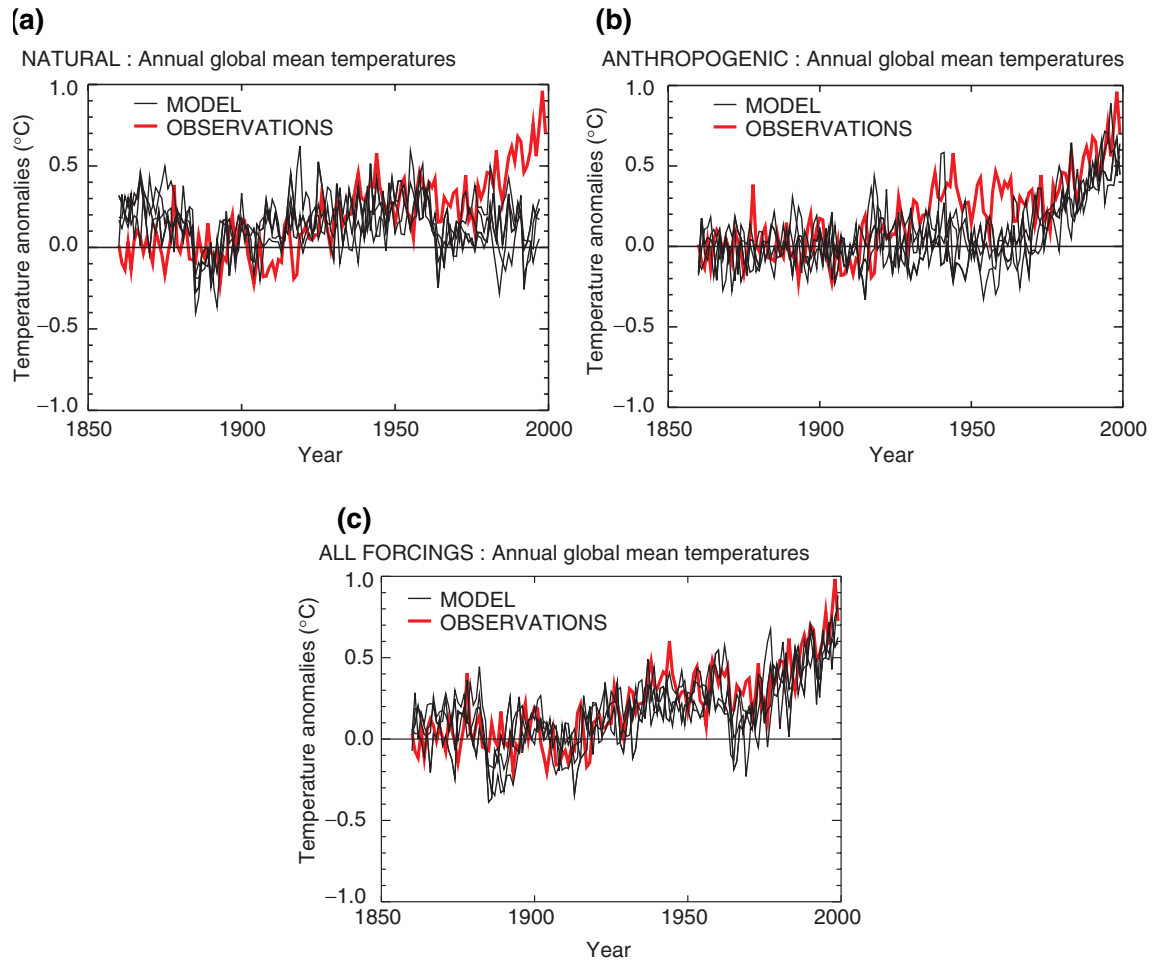 (a)
NATURAL : Annual global mean temperatures
1.0
0.5
0.0
−0.5
−1.0
Temperature anomalies (°C)
MODEL
OBSERVATIONS
1850 1900 1950 2000
Year
(b)
ANTHROPOGENIC : Annual global mean temperatures
1.0
0.5
0.0
−0.5
−1.0
Temperature anomalies (°C)
MODEL
OBSERVATIONS
1850 1900 1950 2000
Year
(c)
ALL FORCINGS : Annual global mean temperatures
1.0
0.5
0.0
−0.5
−1.0
Temperature anomalies (°C)
MODEL
OBSERVATIONS
1850 1900 1950 2000
Year